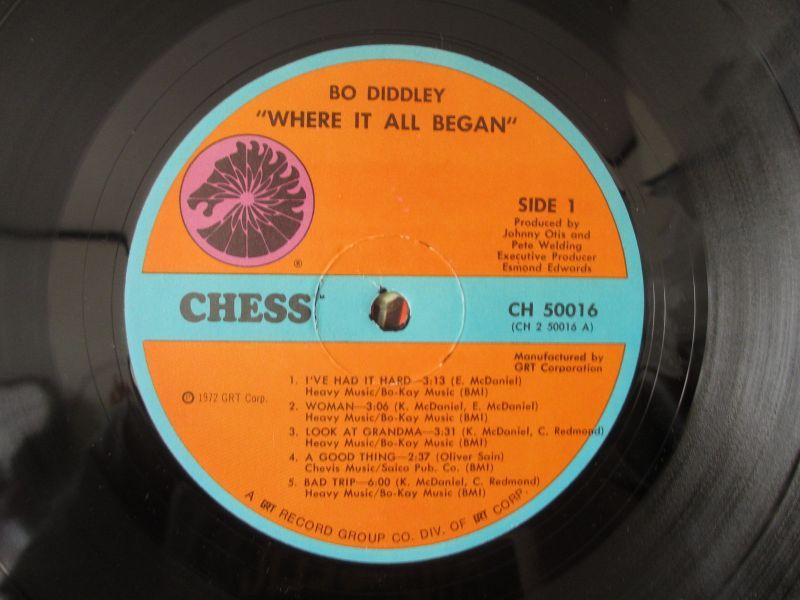 BO DIDDLEY
"WHERE IT ALL BEGAN"
®
SIDE 1
Produced by
Johnny Otis and
Pete Welding
Executive Producer
Esmond Edwards
CHESS
CH 50016
(CH 2 50016 A)
Manufactured by
GRT Corporation
℗ 1972 GRT Corp.
1. I'VE HAD IT HARD—3:13 (E. McDaniel)
Heavy Music/Bo-Kay Music (BMI)
2. WOMAN—3:06 (K. McDaniel, E. McDaniel)
Heavy Music/Bo-Kay Music (BMI)
3. LOOK AT GRANDMA—3:31 (K. McDaniel, C. Redmond)
Heavy Music/Bo-Kay Music (BMI)
4. A GOOD THING—2:37 (Oliver Sain)
Chevis Music/Saico Pub. Co. (BMI)
5. BAD TRIP—6:00 (K. McDaniel, C. Redmond)
Heavy Music/Bo-Kay Music (BMI)
A GRT RECORD GROUP CO. DIV. OF GRT CORP.